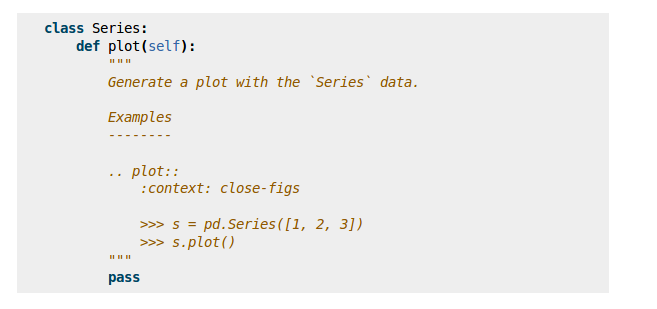 class Series:
    def plot(self):
        """
        Generate a plot with the `Series` data.

        Examples
        --------

        .. plot::
            :context: close-figs

            >>> s = pd.Series([1, 2, 3])
            >>> s.plot()
        """
        pass